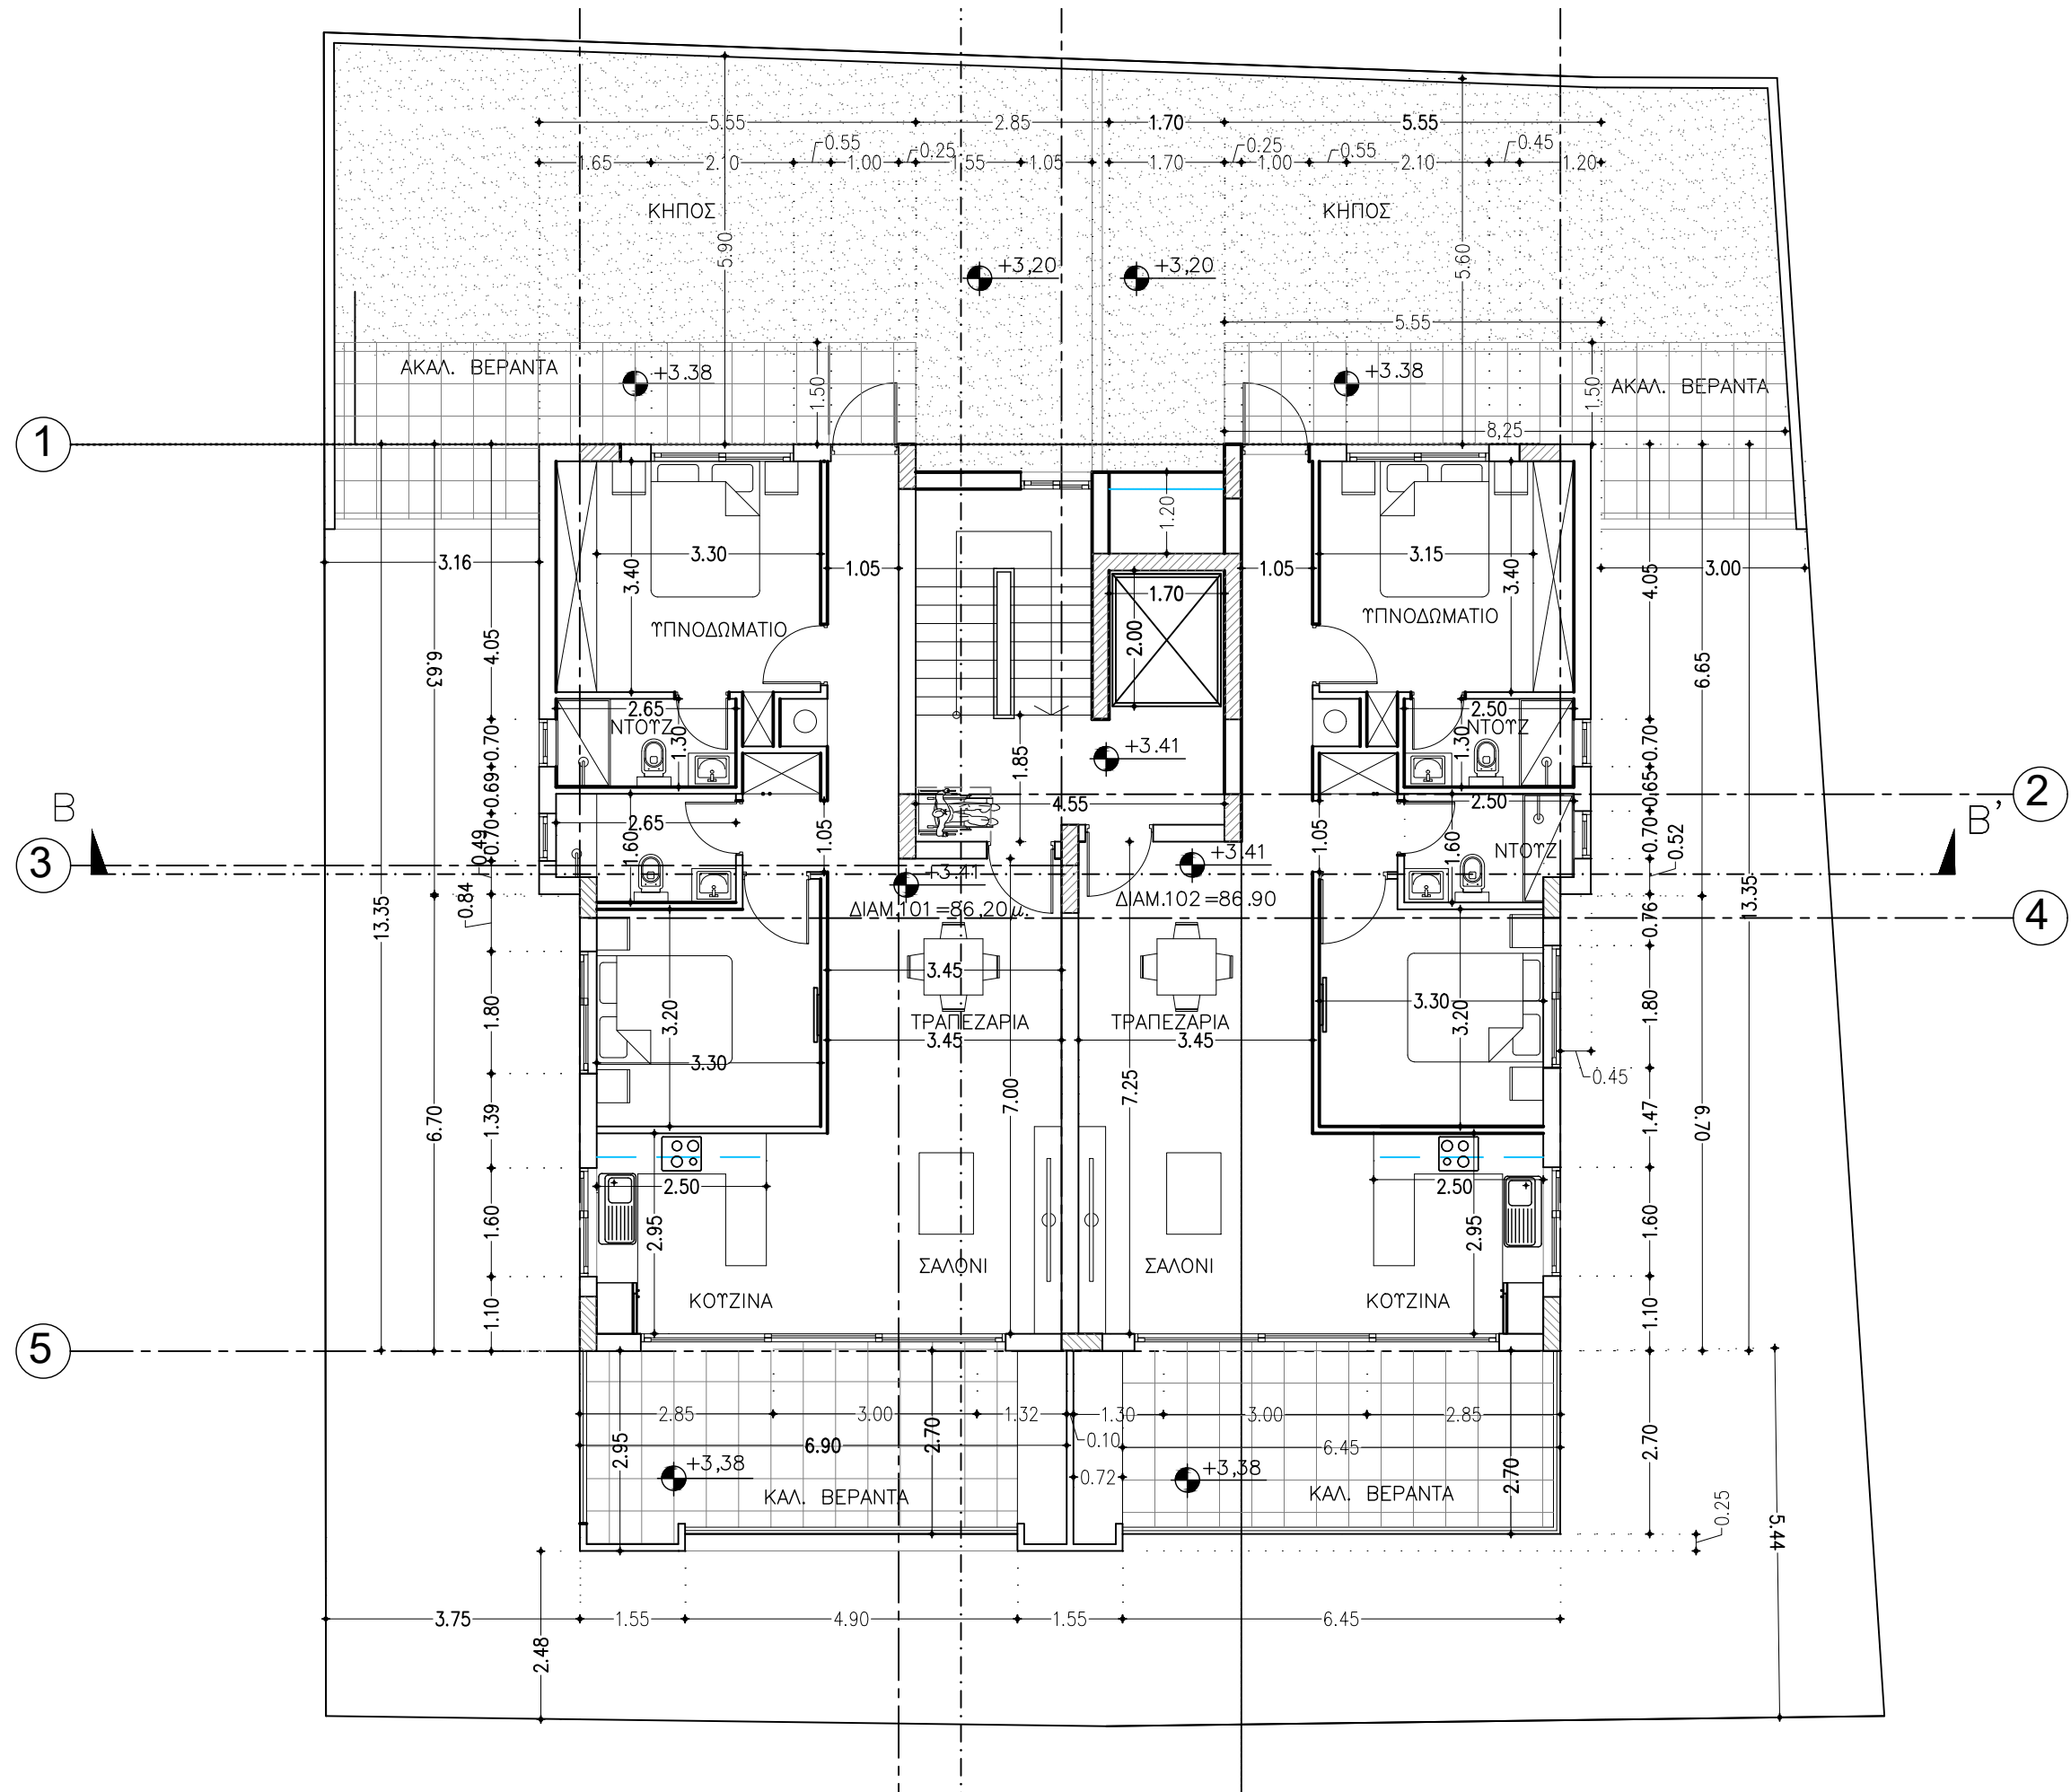 5.55 2.85 1.70 5.55
0.55 0.25 0.25 0.55 0.45
1.65 2.10 1.00 1.55 1.05 1.70 1.00 2.10 1.20
ΚΗΠΟΣ ΚΗΠΟΣ
5.90 5.60
+3,20 +3,20
5.55
ΑΚΑΛ. ΒΕΡΑΝΤΑ +3.38 1.50 +3.38 1.50 ΑΚΑΛ. ΒΕΡΑΝΤΑ
8,25
1
1.20
3.16 3.30 3.40 1.05 1.05 3.15 3.40 3.00
1.70
4.05 6.63 2.00 4.05 6.65
ΥΠΝΟΔΩΜΑΤΙΟ ΥΠΝΟΔΩΜΑΤΙΟ
2.65 2.50
ΝΤΟΥΖ 1.30 1.30 ΝΤΟΥΖ
0.70 0.69 0.70 0.49 0.84
+3.41
1.85
4.55
0.70 0.65 0.70 0.52 0.76
2
B B'
2.65 1.60 1.05 1.05 2.50 1.60 ΝΤΟΥΖ
3
+3.41 +3.41
ΔΙΑΜ.101=86,20μ. ΔΙΑΜ.102=86.90
4
13.35 13.35
3.45
3.20 3.30 3.30 3.20
ΤΡΑΠΕΖΑΡΙΑ ΤΡΑΠΕΖΑΡΙΑ
3.45 3.45
1.80 1.80
0.45
7.00 7.25
6.70 1.39 1.47 6.70
2.50 2.50
2.95 2.95
1.60 1.60
ΣΑΛΟΝΙ ΣΑΛΟΝΙ
ΚΟΥΖΙΝΑ ΚΟΥΖΙΝΑ
1.10 1.10
5
2.85 3.00 1.32 1.30 3.00 2.85
2.95 6.90 2.70 0.10 6.45 2.70 2.70
+3,38 0.72 +3,38
ΚΑΛ. ΒΕΡΑΝΤΑ ΚΑΛ. ΒΕΡΑΝΤΑ
0.25
5.44
3.75 1.55 4.90 1.55 6.45
2.48